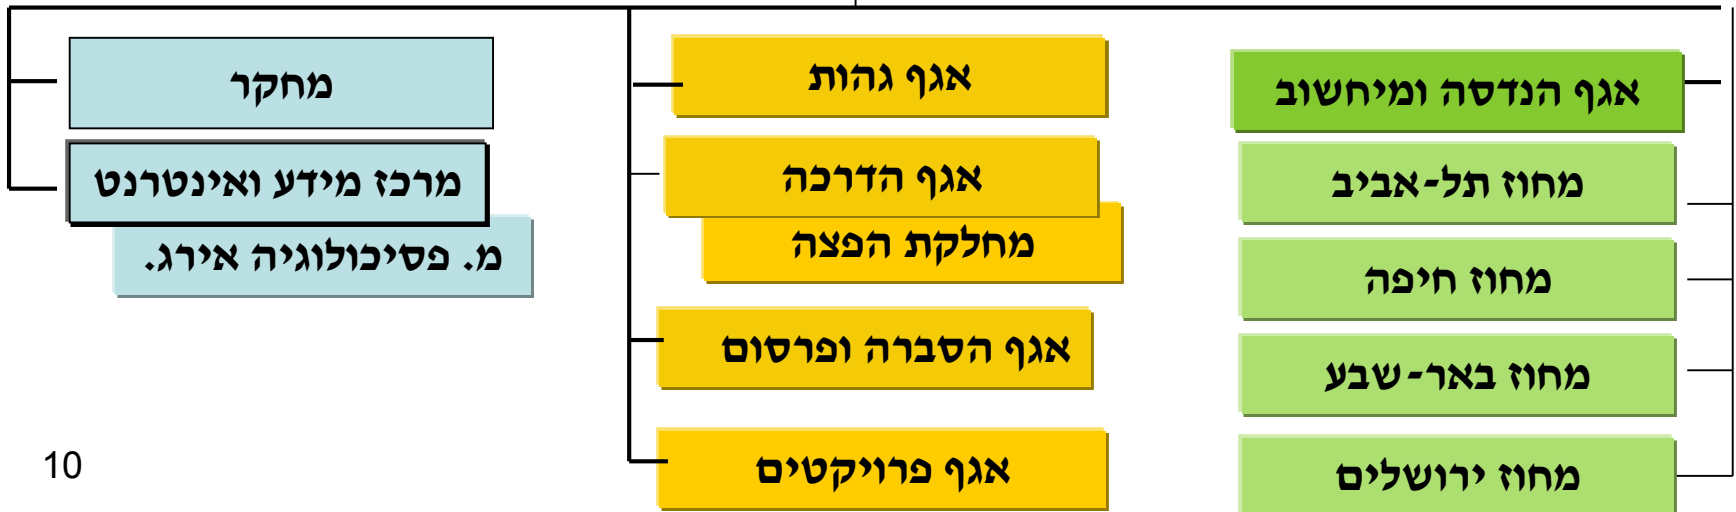 אגף הנדסה ומיחשוב
מחוז תל-אביב
מחוז חיפה
מחוז באר-שבע
מחוז ירושלים
אגף גהות
אגף הדרכה
מחלקת הפצה
אגף הסברה ופרסום
אגף פרויקטים
מחקר
מרכז מידע ואינטרנט
מ. פסיכולוגיה אירג.
10